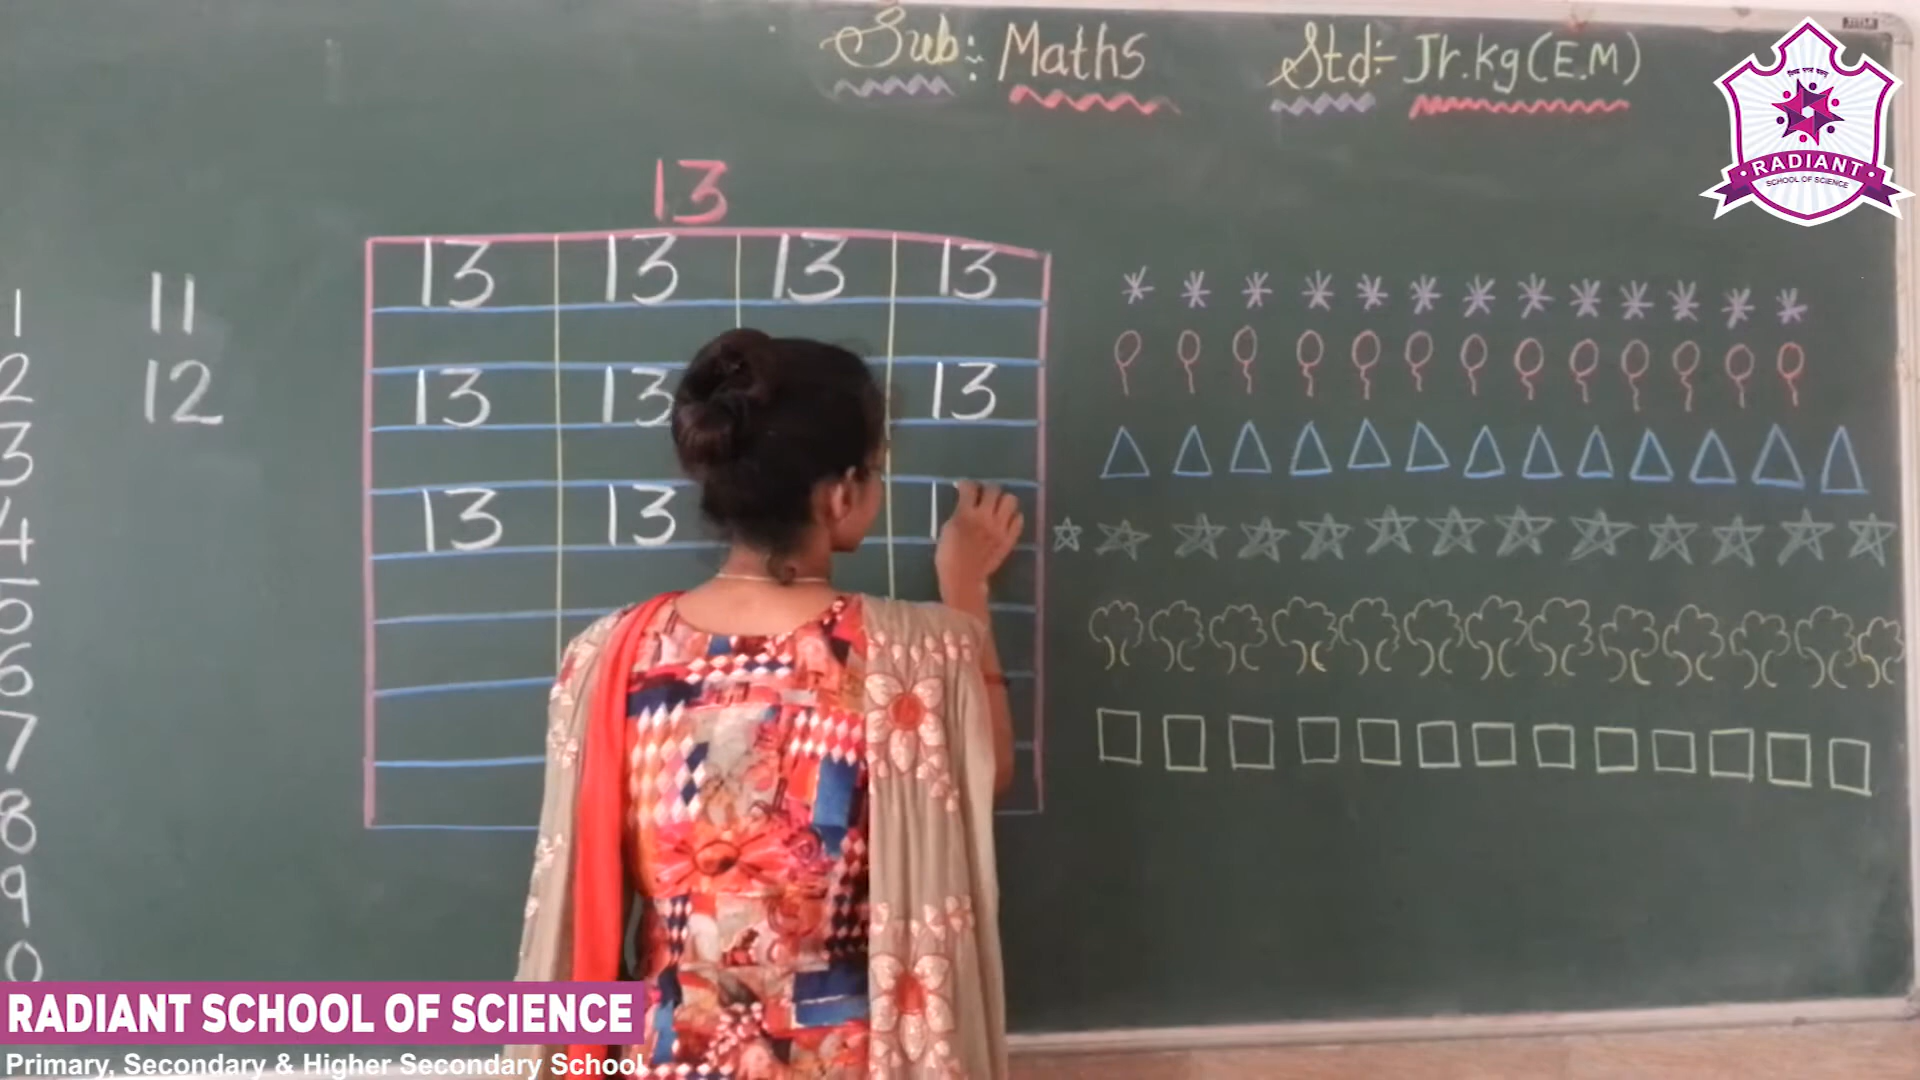 Sub:- Maths Std:- Jr.kg(E.M)
RADIANT
SCHOOL OF SCIENCE
13
13 13 13 13
13 13 13
13 13 1
1 11
2 12
3
4
5
6
7
8
9
0
RADIANT SCHOOL OF SCIENCE
Primary, Secondary & Higher Secondary School